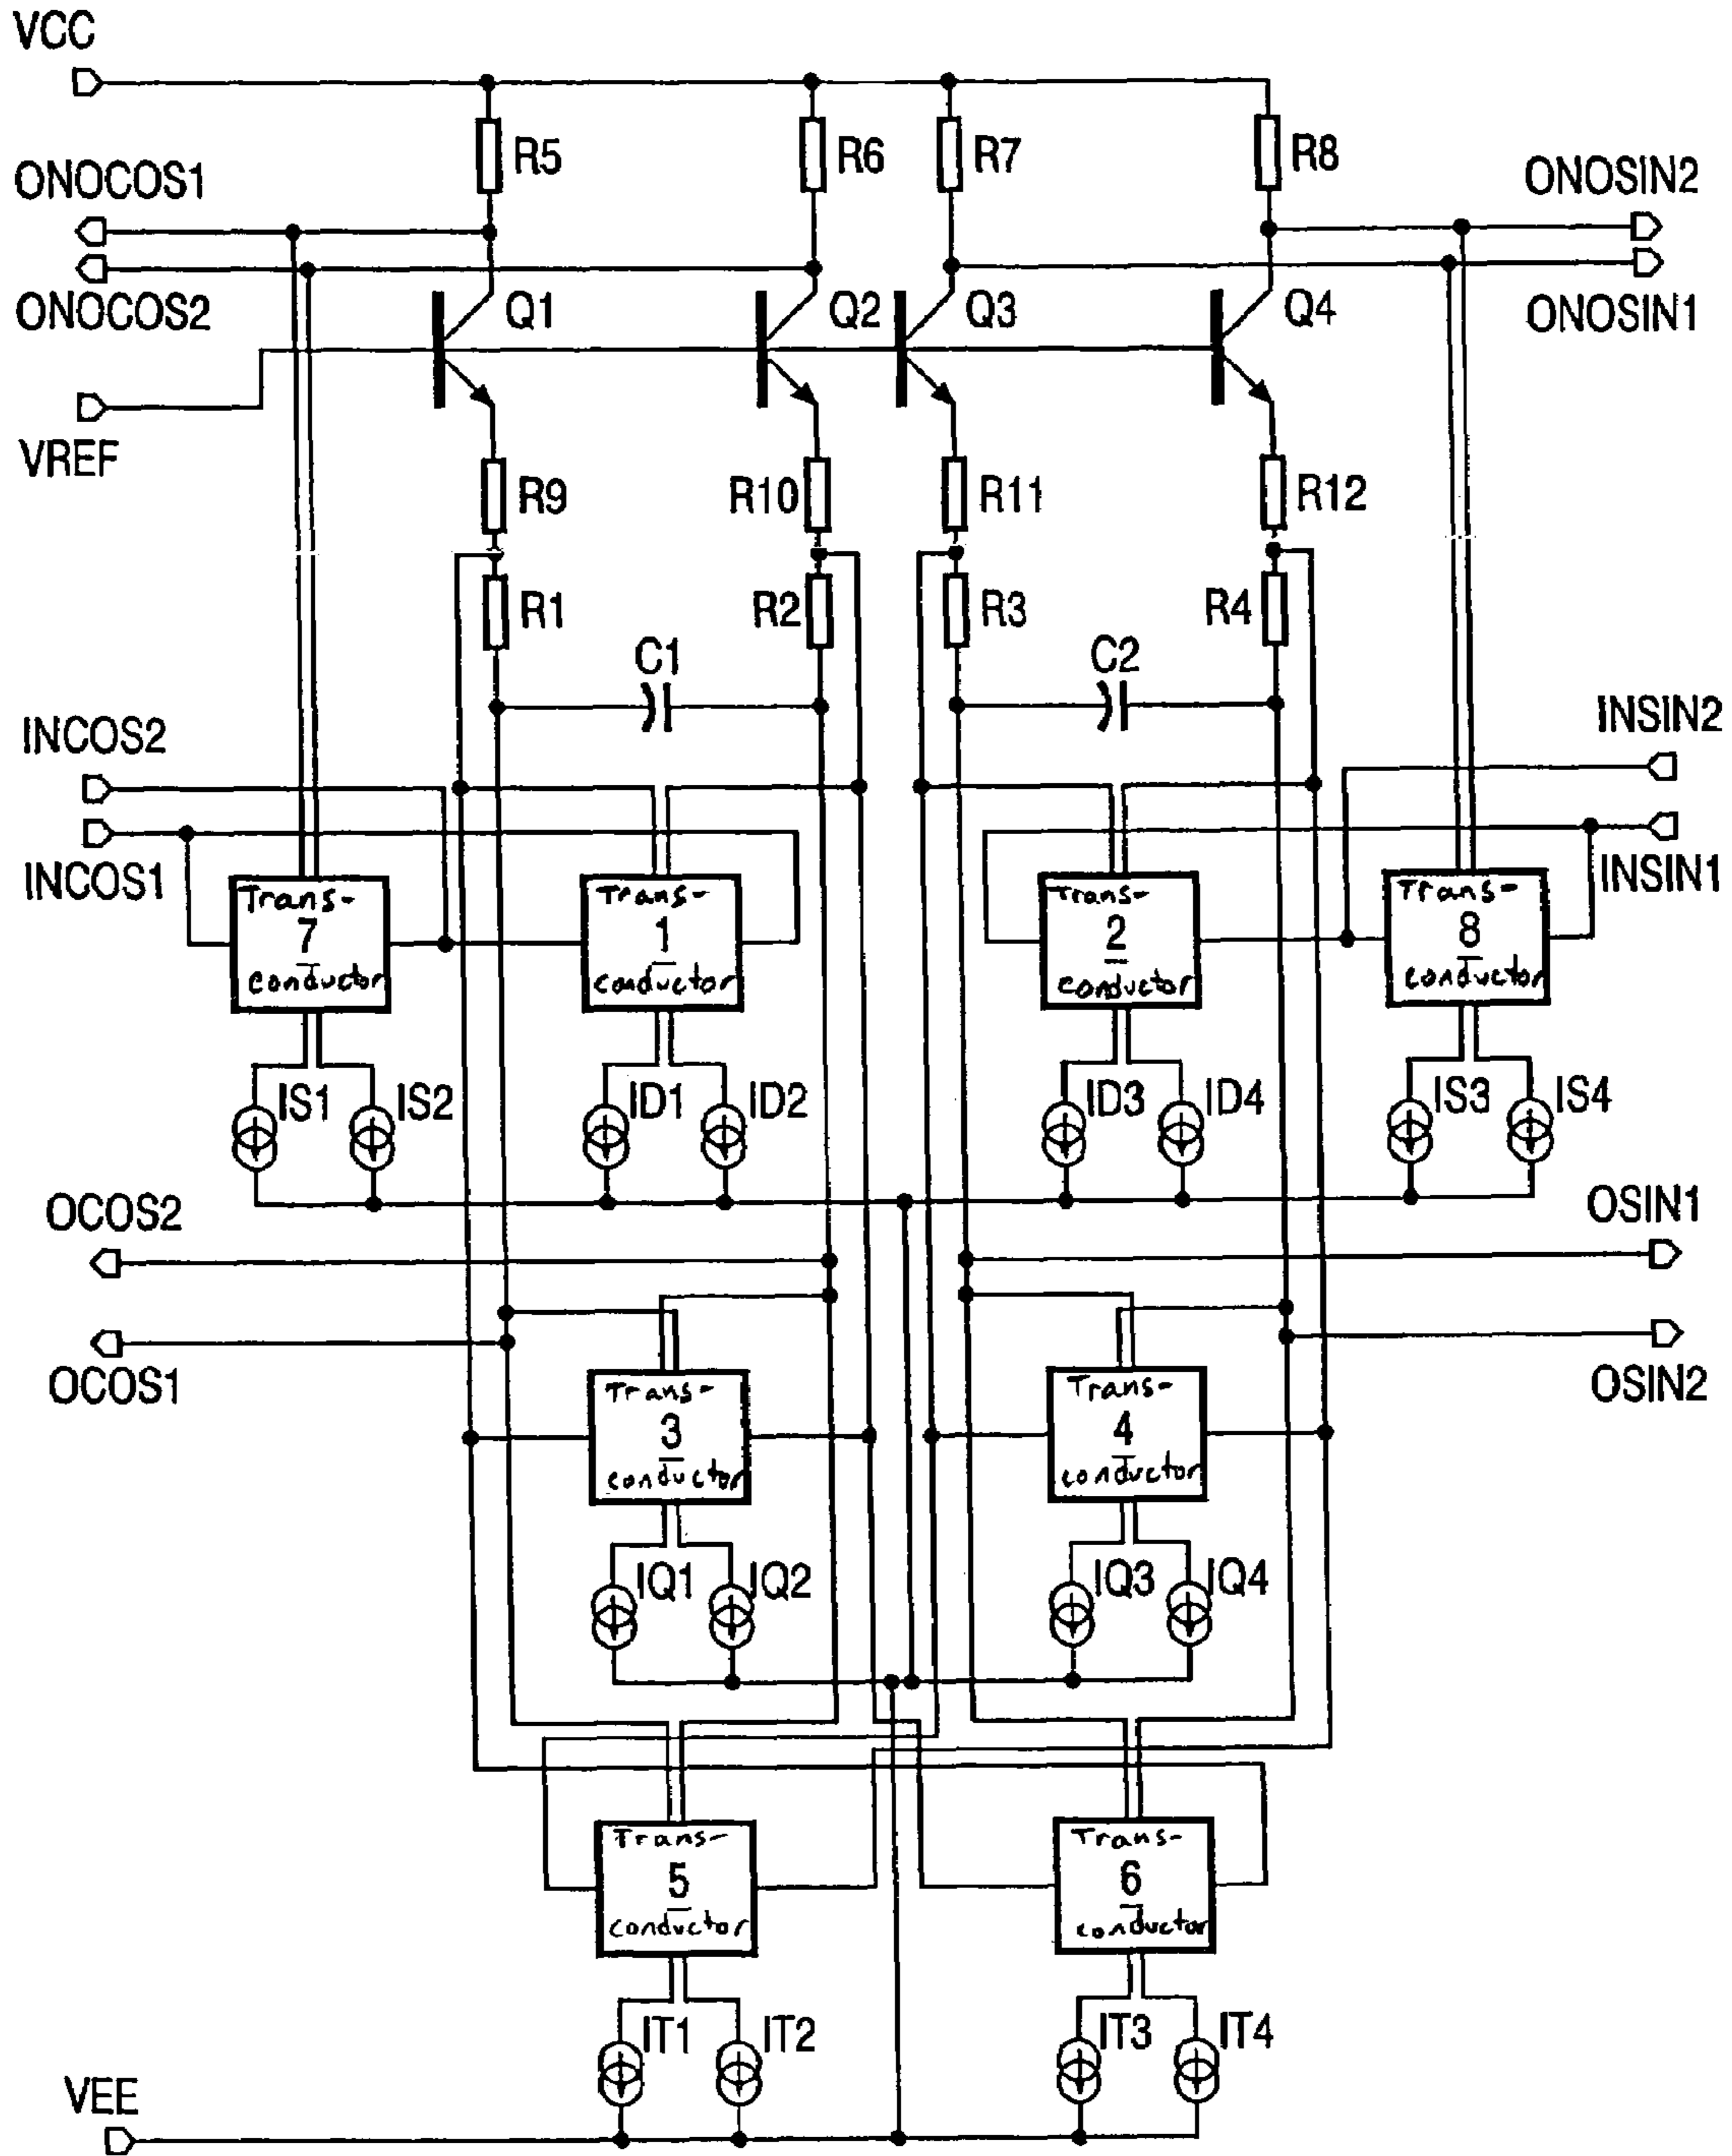 VCC
R5
R6
R7
R8
ONOCOS1
ONOSIN2
ONOCOS2
Q1
Q2
Q3
Q4
ONOSIN1
VREF
R9
R10
R11
R12
R1
R2
R3
R4
C1
C2
INCOS2
INSIN2
INCOS1
INSIN1
Trans-
7
conductor
Trans-
1
conductor
Trans-
2
conductor
Trans-
8
conductor
IS1
IS2
ID1
ID2
ID3
ID4
IS3
IS4
OCOS2
OSIN1
OCOS1
OSIN2
Trans-
3
conductor
Trans-
4
conductor
IQ1
IQ2
IQ3
IQ4
Trans-
5
conductor
Trans-
6
conductor
IT1
IT2
IT3
IT4
VEE